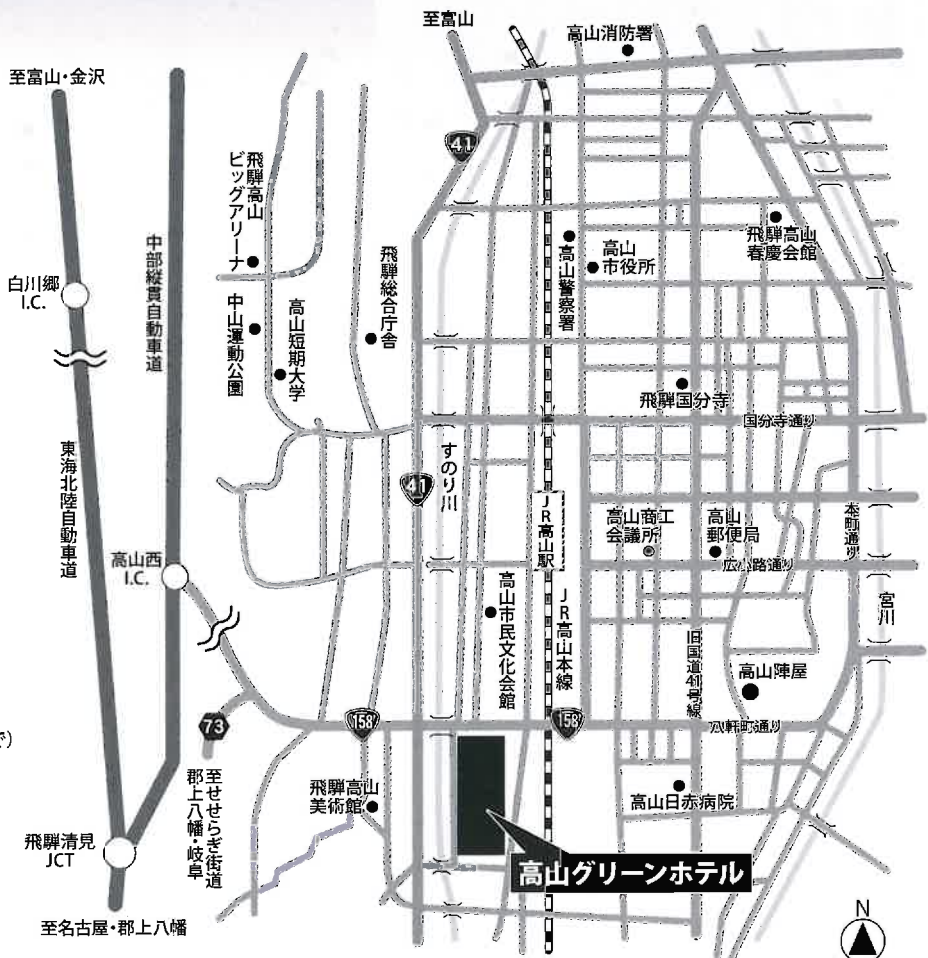 至富山
高山消防署
至富山・金沢
41
飛騨高山
ビッグアリーナ
中部縦貫自動車道
飛騨総合庁舎
高山警察署
高山
市役所
飛騨高山
春慶会館
白川郷
I.C.
中山運動公園
高山短期大学
飛騨国分寺
国分寺通り
すのり川
41
東海北陸自動車道
JR高山駅
高山商工
会議所
高山
郵便局
本町通り
広小路通り
高山西
I.C.
高山市民文化会館
JR高山本線
旧国道41号線
宮川
高山陣屋
73
158
158
八軒町通り
で)
至せせらぎ街道
郡上八幡・岐阜
飛騨高山
美術館
高山日赤病院
飛騨清見
JCT
高山グリーンホテル
至名古屋・郡上八幡
N